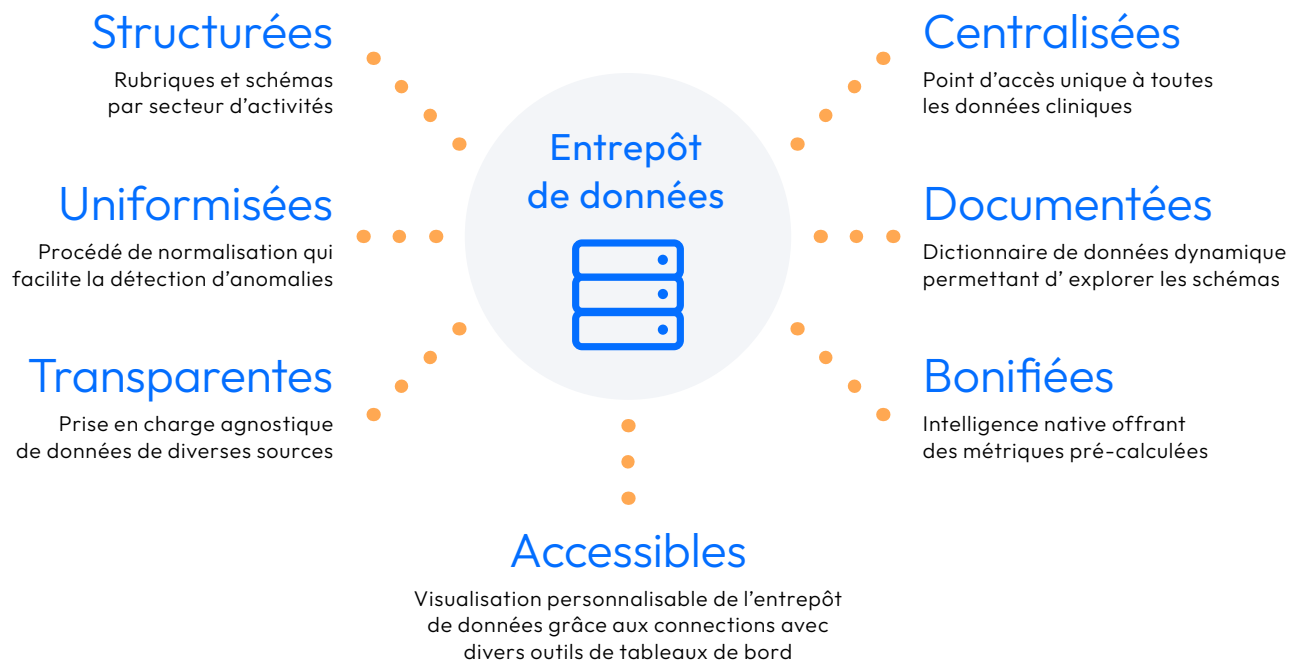 Structurées
Rubriques et schémas
par secteur d'activités
Uniformisées
Procédé de normalisation qui
facilite la détection d'anomalies
Transparentes
Prise en charge agnostique
de données de diverses sources
Entrepôt
de données
Centralisées
Point d'accès unique à toutes
les données cliniques
Documentées
Dictionnaire de données dynamique
permettant d' explorer les schémas
Bonifiées
Intelligence native offrant
des métriques pré-calculées
Accessibles
Visualisation personnalisable de l'entrepôt
de données grâce aux connections avec
divers outils de tableaux de bord